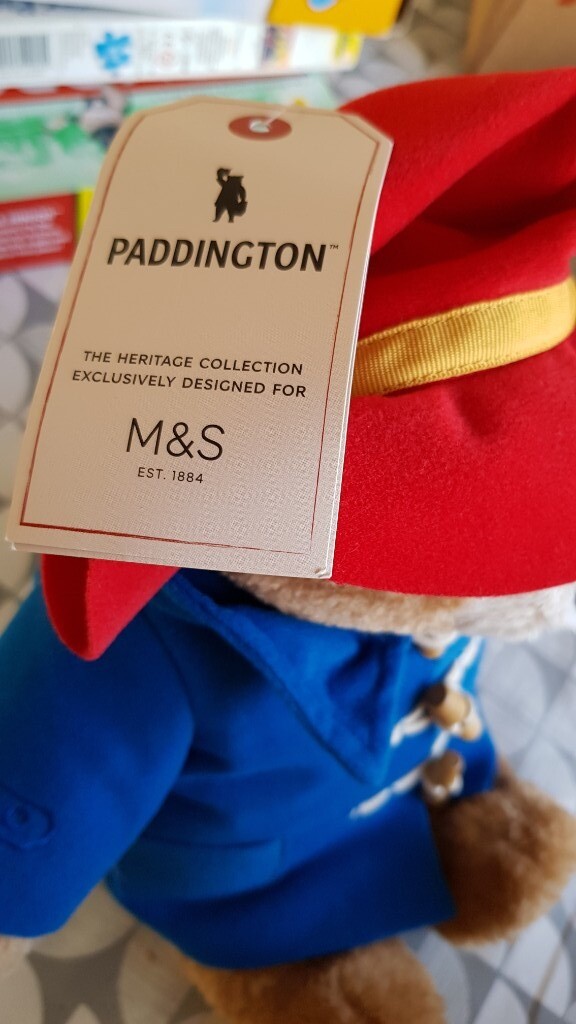 PADDINGTON™
THE HERITAGE COLLECTION
EXCLUSIVELY DESIGNED FOR
M&S
EST. 1884